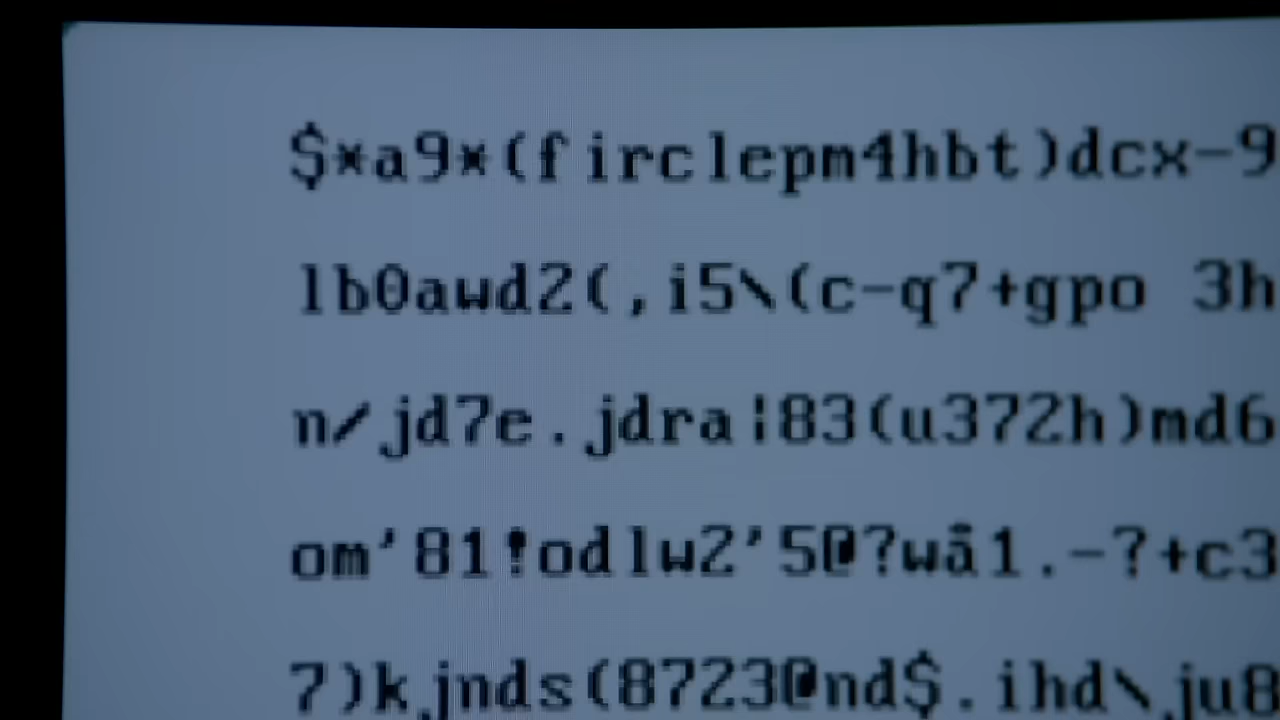 $*a9*(firclepm4hbt)dcx-9
lb0awd2(,i5\(c-q7+gpo 3h
n/jd7e.jdra¦83(u372h)md6
om'81!odlw2'5@?wå1.-?+c3
7)kjnds(8723@nd$.ihd\ju8